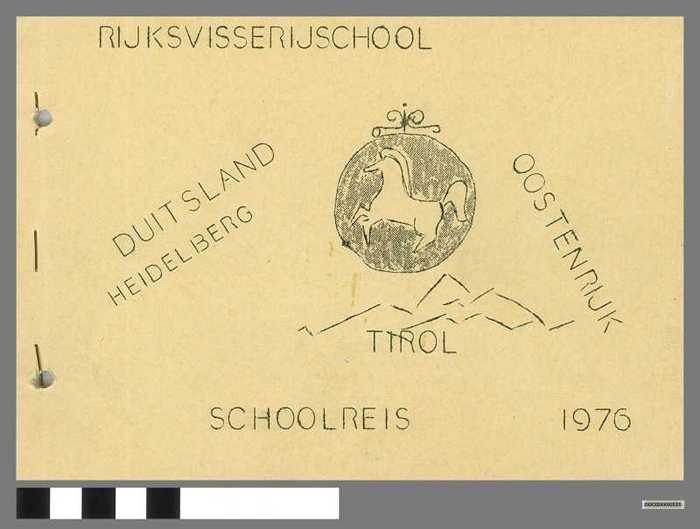 RIJKSVISSERIJSCHOOL
DUITSLAND
HEIDELBERG
OOSTENRIJK
TIROL
SCHOOLREIS 1976